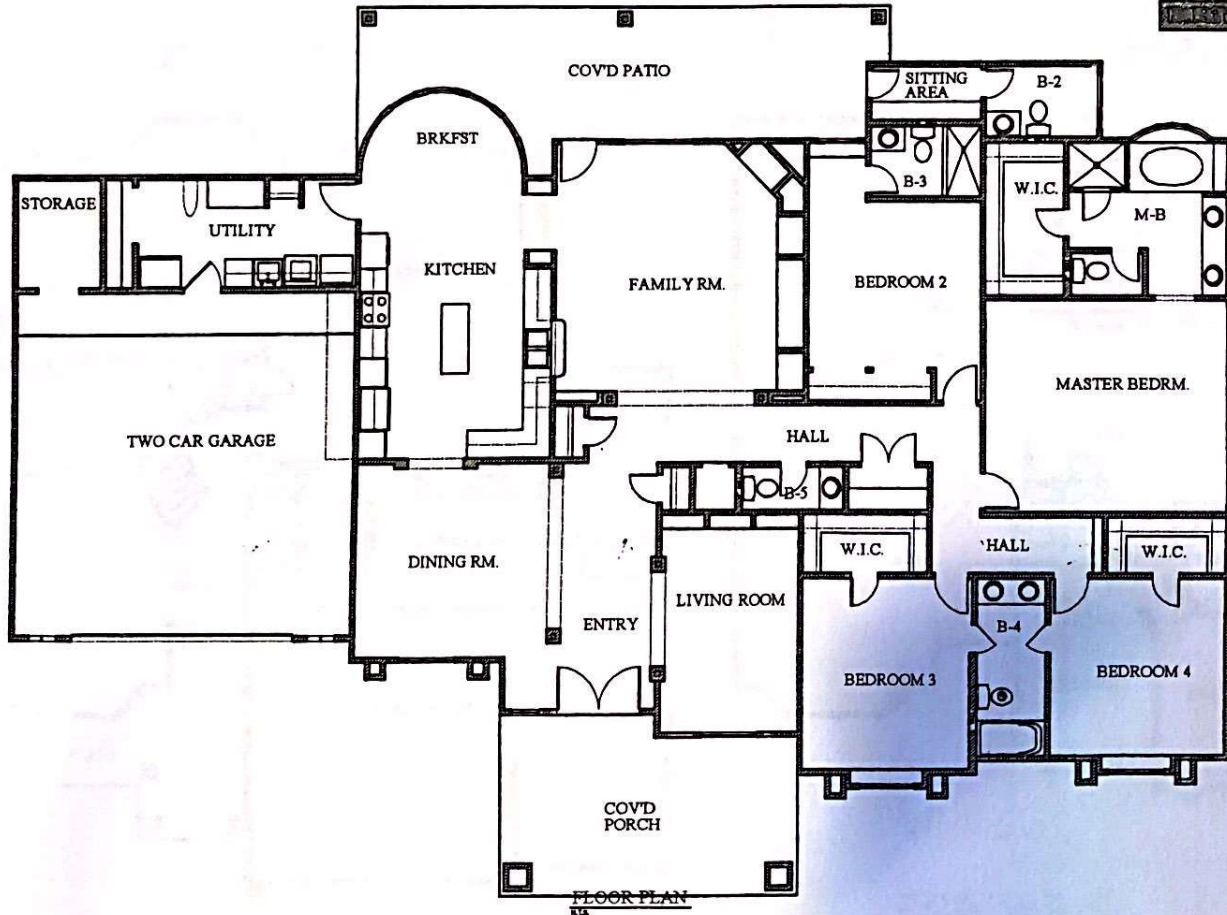 COV'D PATIO
SITTING
AREA
B-2
BRKFST
B-3
W.I.C.
M-B
STORAGE
UTILITY
KITCHEN
FAMILY RM.
BEDROOM 2
MASTER BEDRM.
TWO CAR GARAGE
HALL
B-5
DINING RM.
W.I.C.
HALL
W.I.C.
LIVING ROOM
ENTRY
B-4
BEDROOM 3
BEDROOM 4
COV'D
PORCH
FLOOR PLAN